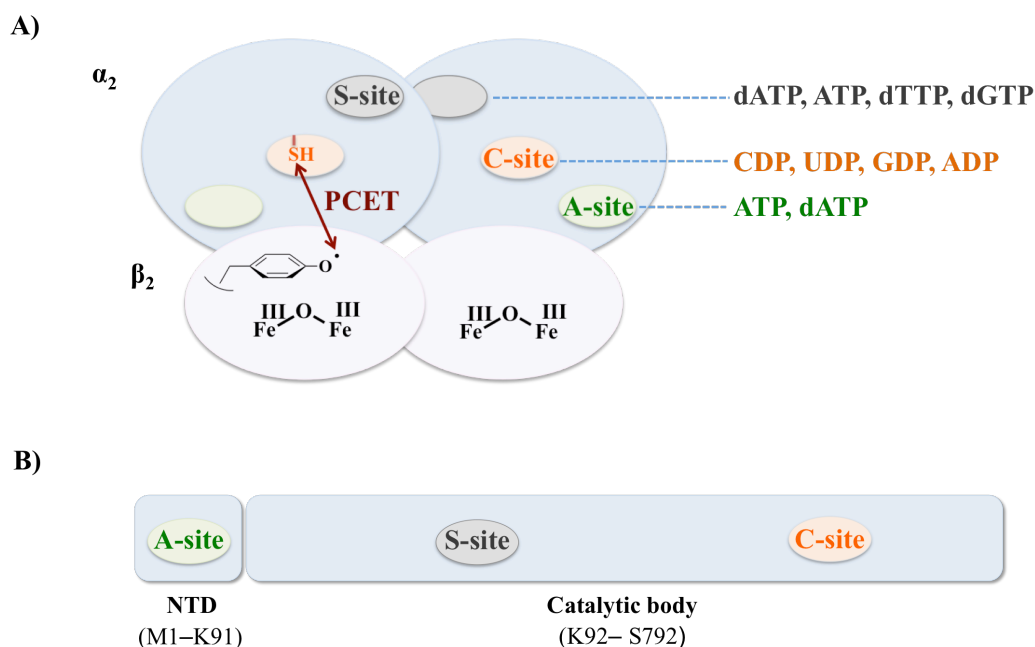 A)
α₂
S-site
dATP, ATP, dTTP, dGTP
SH
C-site
CDP, UDP, GDP, ADP
PCET
A-site
ATP, dATP
β₂
O•
III O III
Fe Fe
III O III
Fe Fe
B)
A-site
S-site
C-site
NTD
Catalytic body
(M1–K91)
(K92– S792)